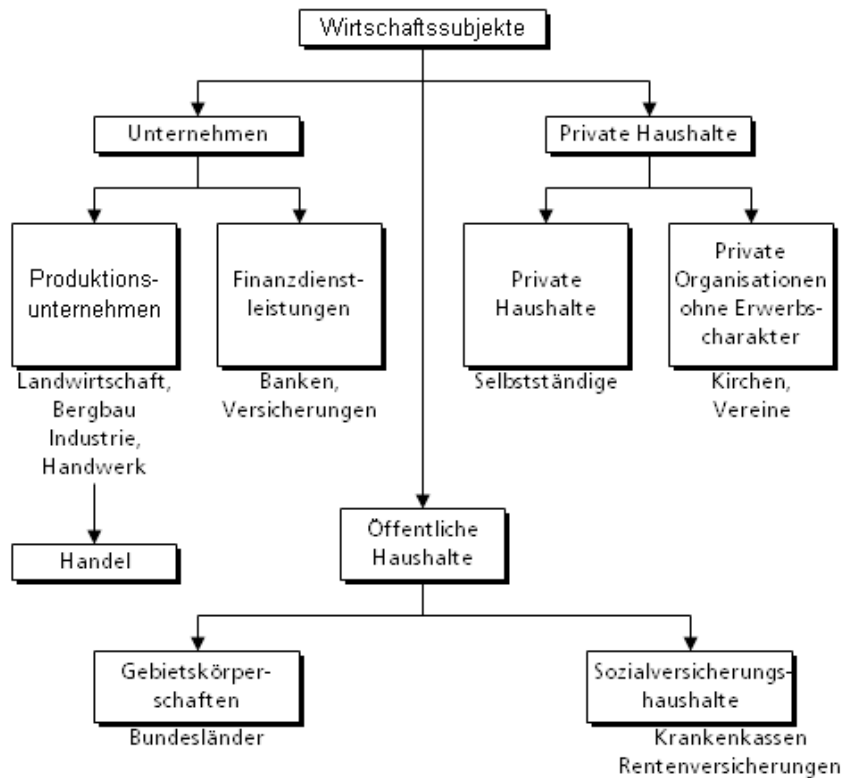 Wirtschaftssubjekte
Unternehmen
Private Haushalte
Produktions-
unternehmen
Finanzdienst-
leistungen
Private
Haushalte
Private
Organisationen
ohne Erwerbs-
charakter
Landwirtschaft,
Bergbau
Industrie,
Handwerk
Banken,
Versicherungen
Selbstständige
Kirchen,
Vereine
Handel
Öffentliche
Haushalte
Gebietskörper-
schaften
Bundesländer
Sozialversicherungs-
haushalte
Krankenkassen
Rentenversicherungen